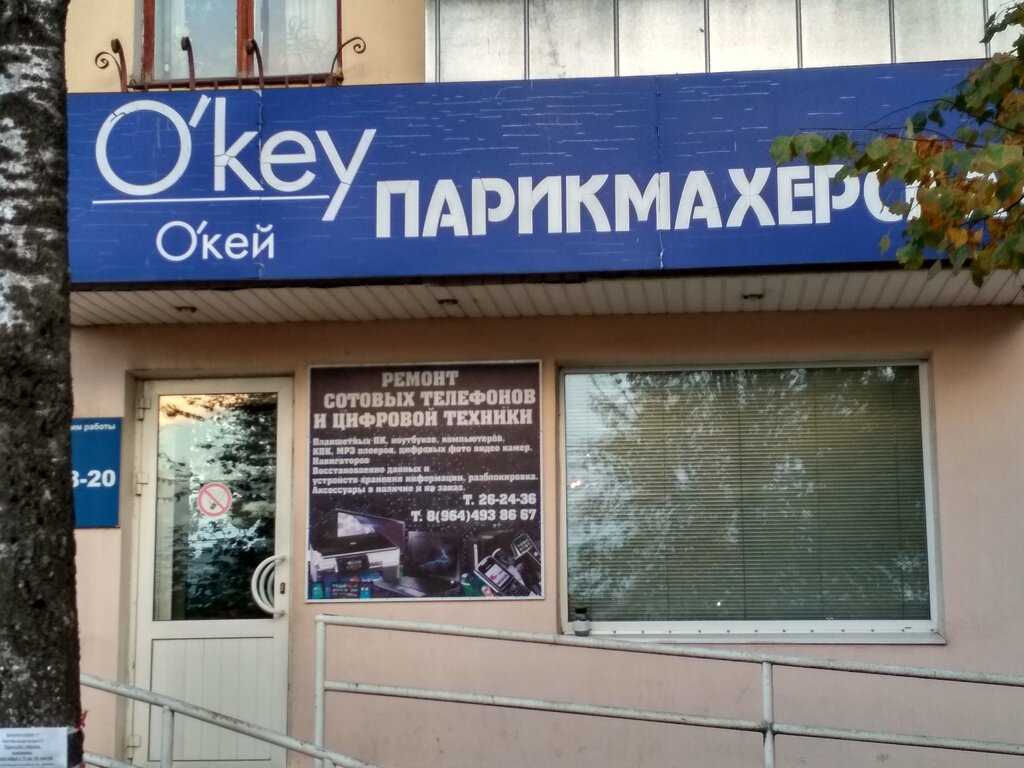 O'key
O'кей
ПАРИКМАХЕРС
РЕМОНТ
СОТОВЫХ ТЕЛЕФОНОВ
И ЦИФРОВОЙ ТЕХНИКИ
Планшетных ПК, ноутбуков, компьютеров,
КПК, MP3 плееров, цифровых фото видео камер.
Навигаторов
Восстановление данных и
устройств хранения информации, разблокировка.
Аксессуары в наличие и на заказ.
Т. 26-24-36
Т. 8(964)493 86 67
им работы
8-20